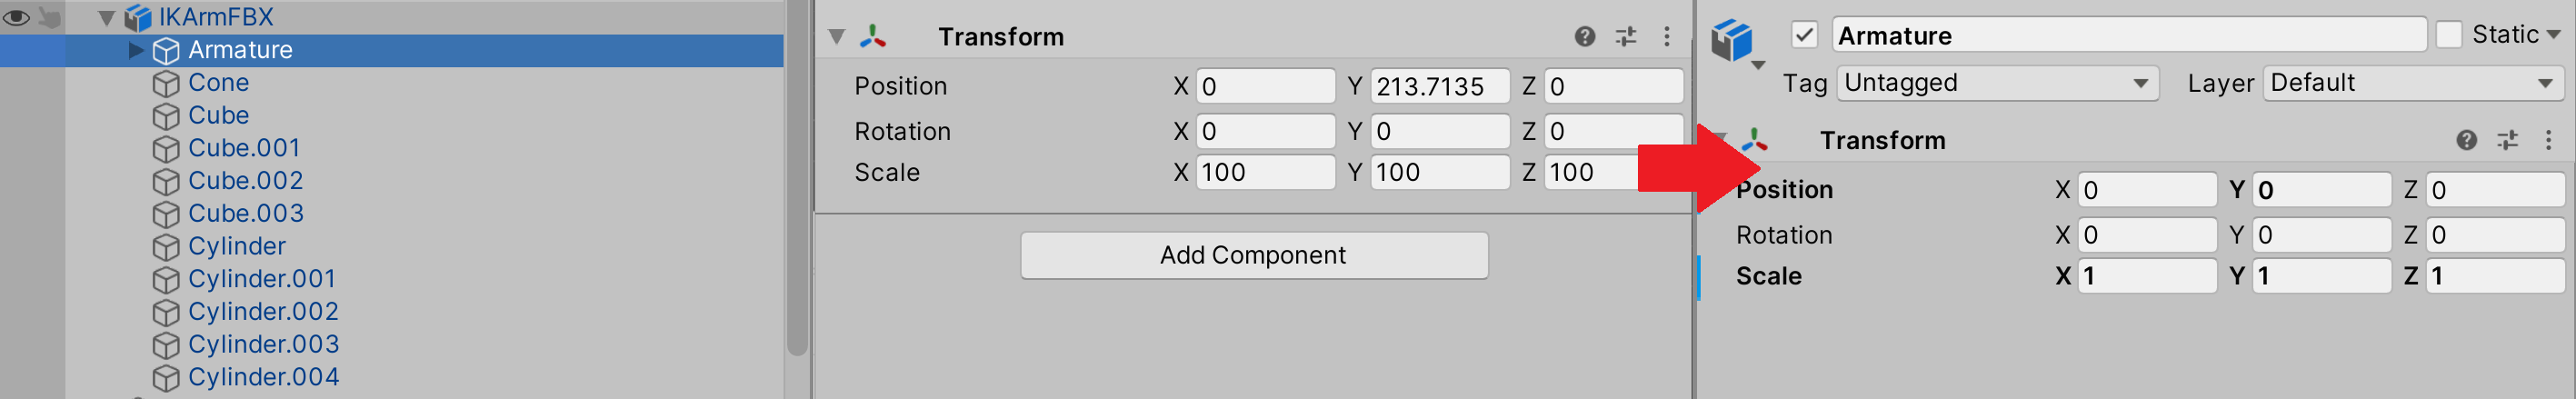 IKArmFBX
Armature
Cone
Cube
Cube.001
Cube.002
Cube.003
Cylinder
Cylinder.001
Cylinder.002
Cylinder.003
Cylinder.004
Transform
Position X 0 Y 213.7135 Z 0
Rotation X 0 Y 0 Z 0
Scale X 100 Y 100 Z 100
Add Component
Armature Static
Tag Untagged Layer Default
Transform
Position X 0 Y 0 Z 0
Rotation X 0 Y 0 Z 0
Scale X 1 Y 1 Z 1